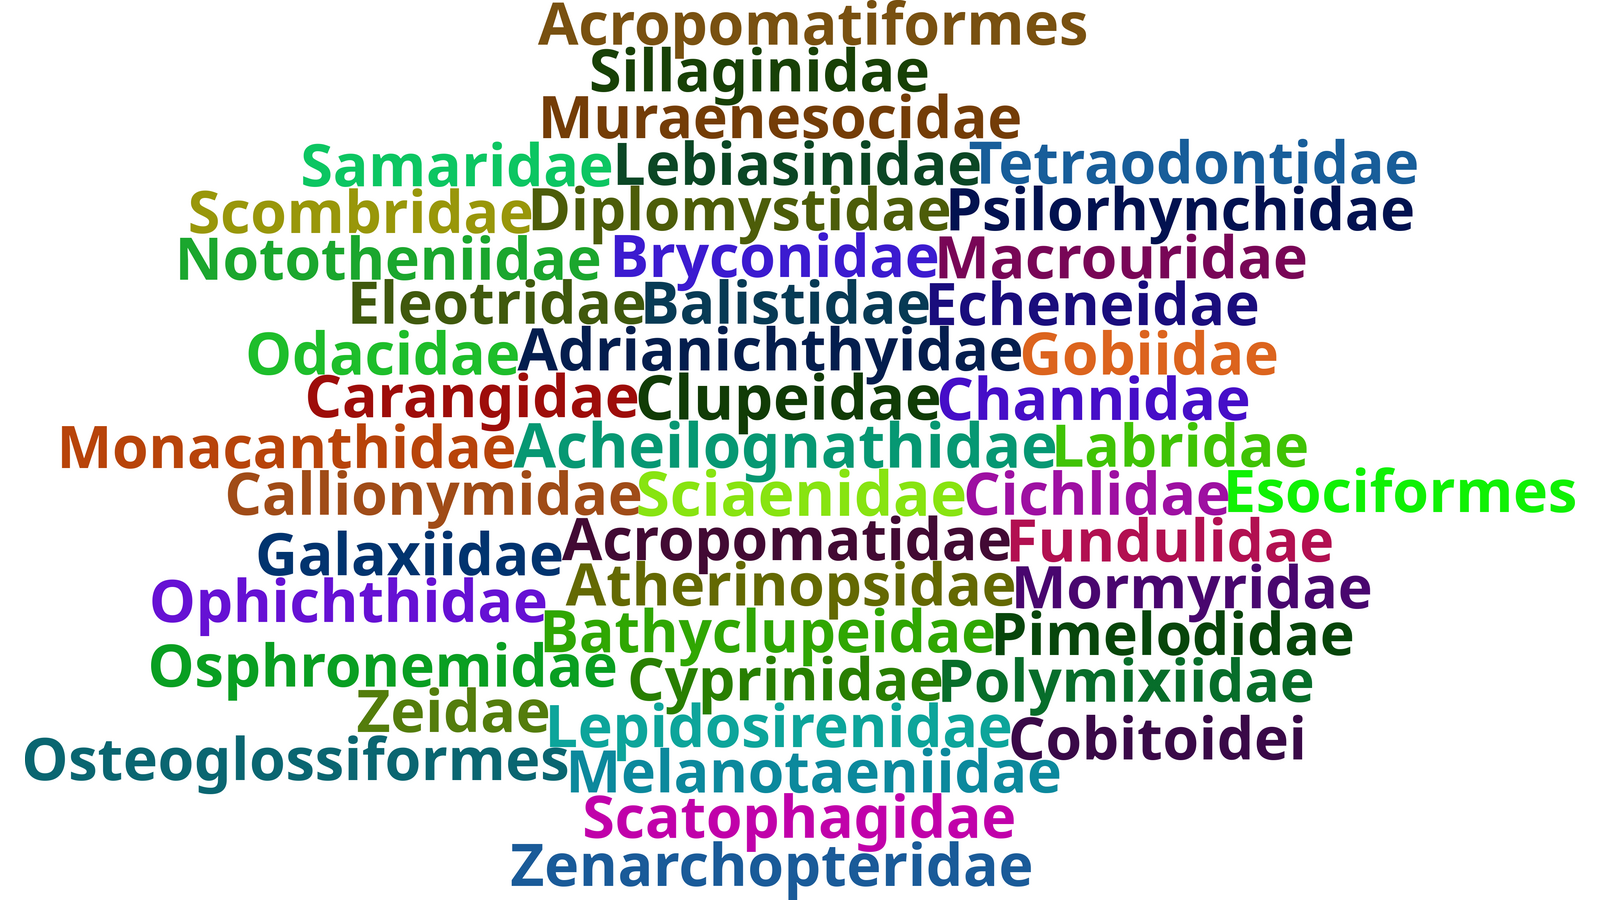 Acropomatiformes
Sillaginidae
Muraenesocidae
Samaridae Lebiasinidae Tetraodontidae
Scombridae Diplomystidae Psilorhynchidae
Nototheniidae Bryconidae Macrouridae
Eleotridae Balistidae Echeneidae
Odacidae Adrianichthyidae Gobiidae
Carangidae Clupeidae Channidae
Monacanthidae Acheilognathidae Labridae
Callionymidae Sciaenidae Cichlidae Esociformes
Galaxiidae Acropomatidae Fundulidae
Ophichthidae Atherinopsidae Mormyridae
Bathyclupeidae Pimelodidae
Osphronemidae Cyprinidae Polymixiidae
Zeidae Lepidosirenidae Cobitoidei
Osteoglossiformes Melanotaeniidae
Scatophagidae
Zenarchopteridae